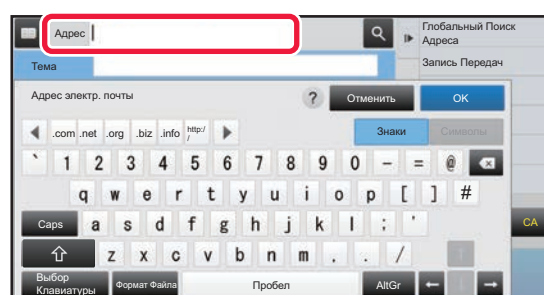 Адрес
Глобальный Поиск
Адреса
Тема
Запись Передач
Адрес электр. почты
? Отменить OK
.com .net .org .biz .info http:/
/
Знаки Символы
` 1 2 3 4 5 6 7 8 9 0 - = @
q w e r t y u i o p [ ] #
Caps a s d f g h j k l ; '
CA
z x c v b n m . . /
Выбор
Клавиатуры
Формат Файла Пробел AltGr